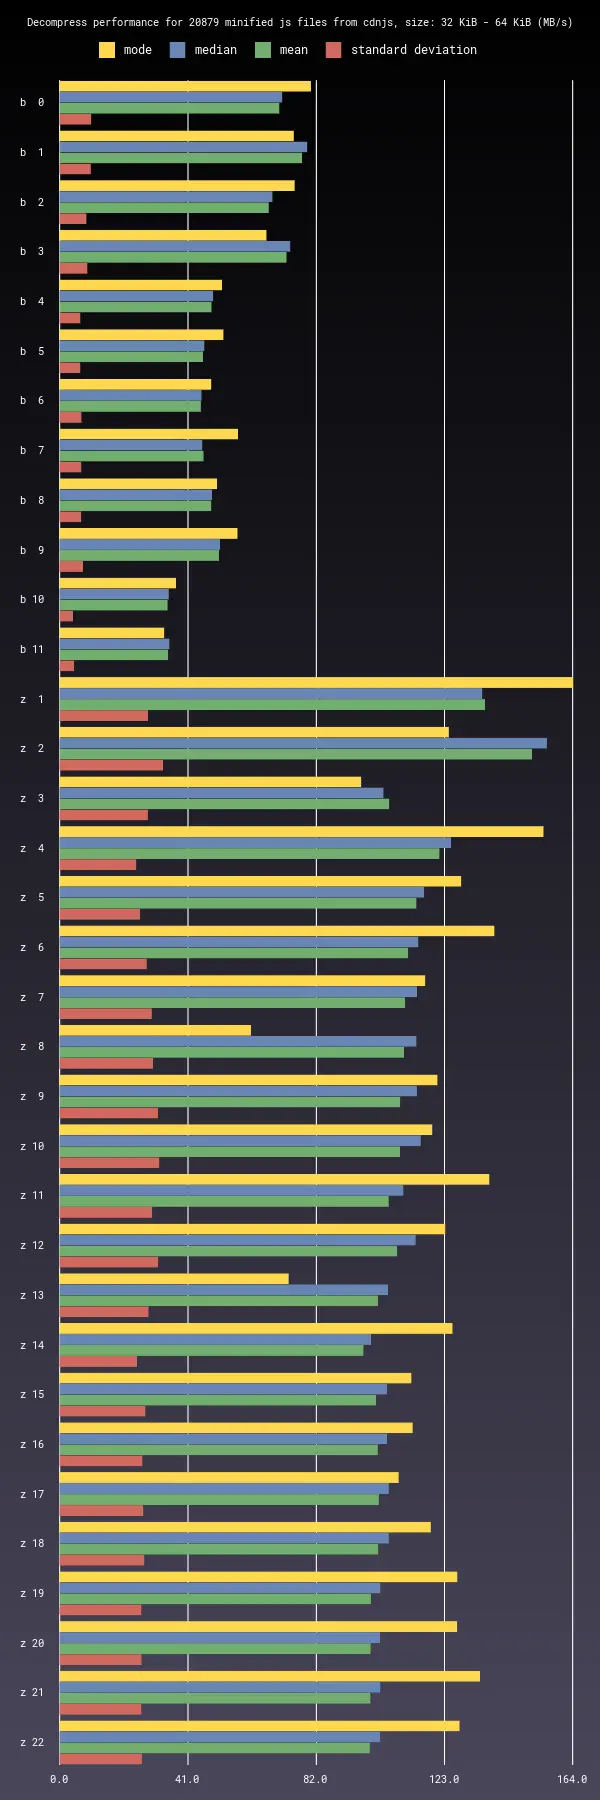 Decompress performance for 20879 minified js files from cdnjs, size: 32 KiB - 64 KiB (MB/s)
mode median mean standard deviation
b 0
b 1
b 2
b 3
b 4
b 5
b 6
b 7
b 8
b 9
b 10
b 11
z 1
z 2
z 3
z 4
z 5
z 6
z 7
z 8
z 9
z 10
z 11
z 12
z 13
z 14
z 15
z 16
z 17
z 18
z 19
z 20
z 21
z 22
0.0 41.0 82.0 123.0 164.0